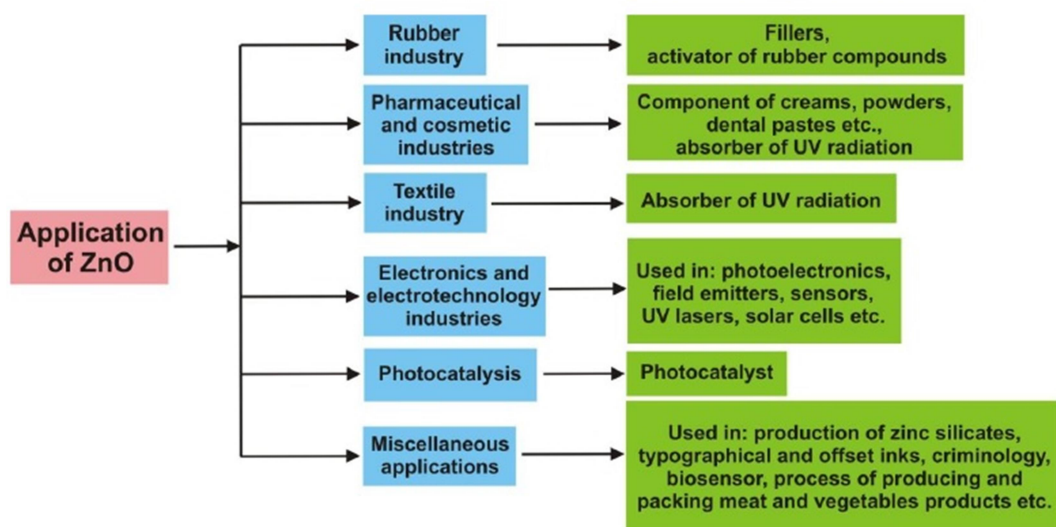 Application
of ZnO
Rubber
industry
Fillers,
activator of rubber compounds
Pharmaceutical
and cosmetic
industries
Component of creams, powders,
dental pastes etc.,
absorber of UV radiation
Textile
industry
Absorber of UV radiation
Electronics and
electrotechnology
industries
Used in: photoelectronics,
field emitters, sensors,
UV lasers, solar cells etc.
Photocatalysis
Photocatalyst
Miscellaneous
applications
Used in: production of zinc silicates,
typographical and offset inks, criminology,
biosensor, process of producing and
packing meat and vegetables products etc.